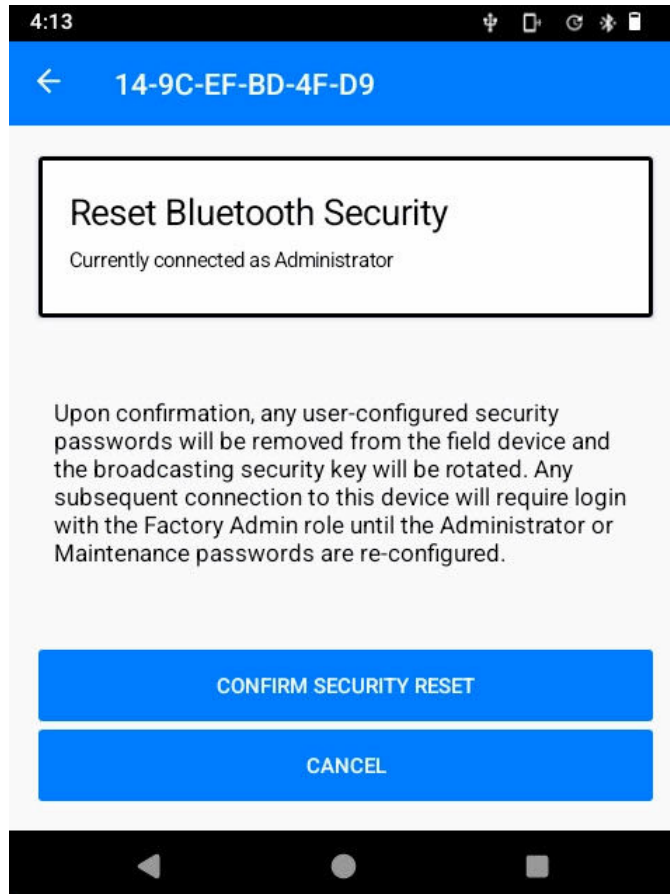 4:13
14-9C-EF-BD-4F-D9
Reset Bluetooth Security
Currently connected as Administrator
Upon confirmation, any user-configured security
passwords will be removed from the field device and
the broadcasting security key will be rotated. Any
subsequent connection to this device will require login
with the Factory Admin role until the Administrator or
Maintenance passwords are re-configured.
CONFIRM SECURITY RESET
CANCEL